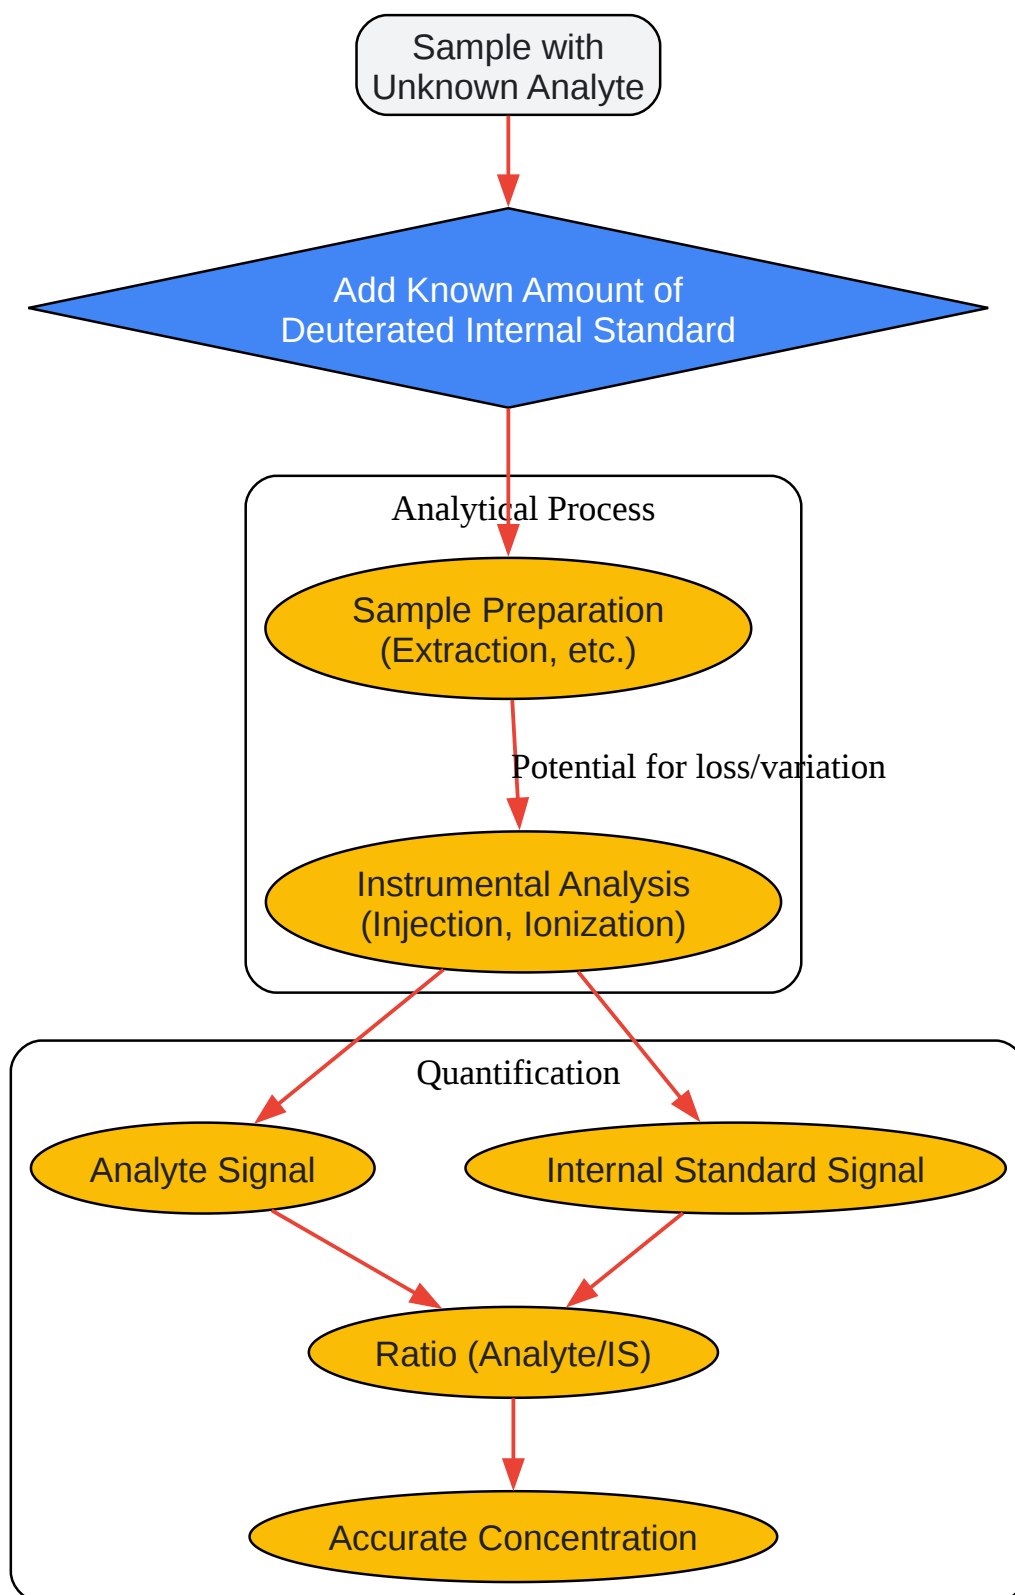 Sample with
Unknown Analyte
Add Known Amount of
Deuterated Internal Standard
Analytical Process
Sample Preparation
(Extraction, etc.)
Potential for loss/variation
Instrumental Analysis
(Injection, Ionization)
Quantification
Analyte Signal
Internal Standard Signal
Ratio (Analyte/IS)
Accurate Concentration